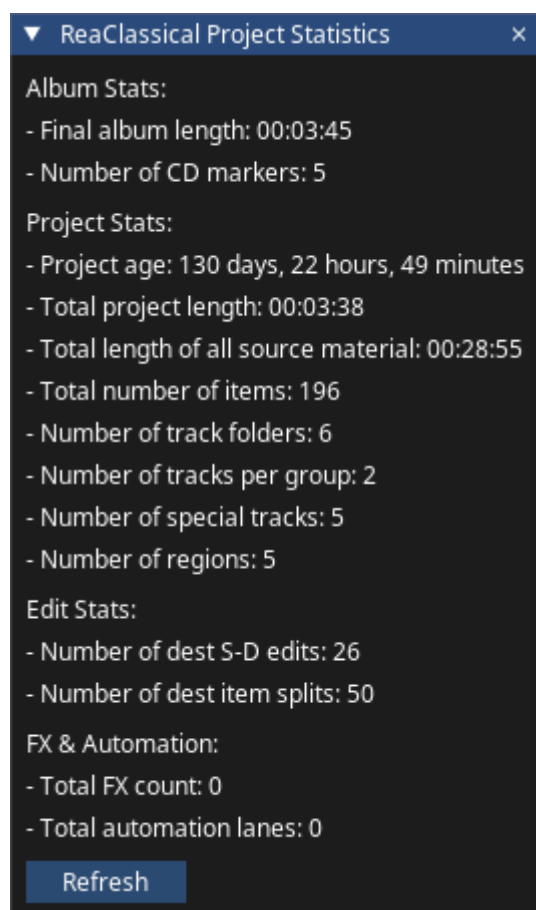 ReaClassical Project Statistics
Album Stats:
- Final album length: 00:03:45
- Number of CD markers: 5
Project Stats:
- Project age: 130 days, 22 hours, 49 minutes
- Total project length: 00:03:38
- Total length of all source material: 00:28:55
- Total number of items: 196
- Number of track folders: 6
- Number of tracks per group: 2
- Number of special tracks: 5
- Number of regions: 5
Edit Stats:
- Number of dest S-D edits: 26
- Number of dest item splits: 50
FX & Automation:
- Total FX count: 0
- Total automation lanes: 0
Refresh